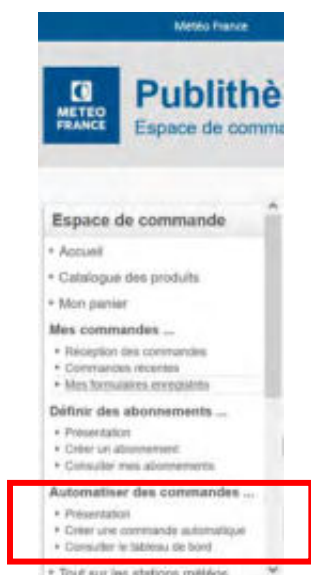 Météo France
METEO
FRANCE
Publithè
Espace de comma
Espace de commande
Accueil
Catalogue des produits
Mon panier
Mes commandes ...
Réception des commandes
Commandes récentes
Mes formulaires enregistrés
Définir des abonnements ...
Présentation
Créer un abonnement
Consulter mes abonnements
Automatiser des commandes ...
Présentation
Créer une commande automatique
Consulter le tableau de bord
Tout sur les stations météos